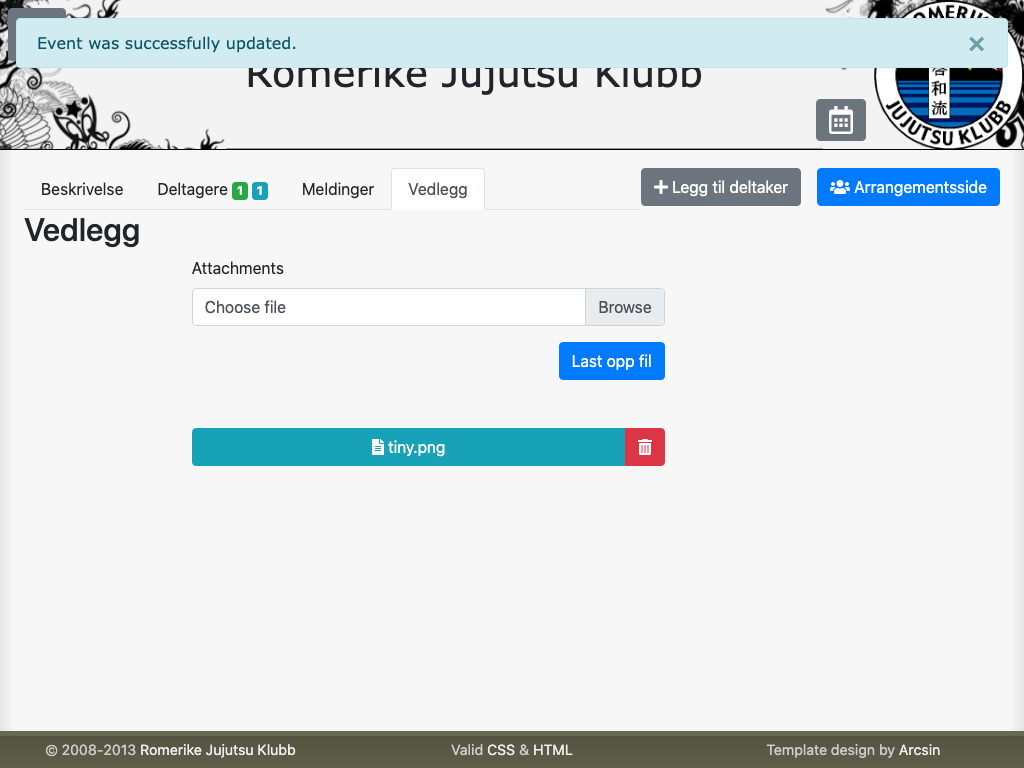 Event was successfully updated.
×
Romerike Jujutsu Klubb
ROMERIKE
和流
JUJUTSU KLUBB
Beskrivelse
Deltagere 1 1
Meldinger
Vedlegg
Legg til deltaker
Arrangementsside
Vedlegg
Attachments
Choose file
Browse
Last opp fil
tiny.png
© 2008-2013 Romerike Jujutsu Klubb
Valid CSS & HTML
Template design by Arcsin